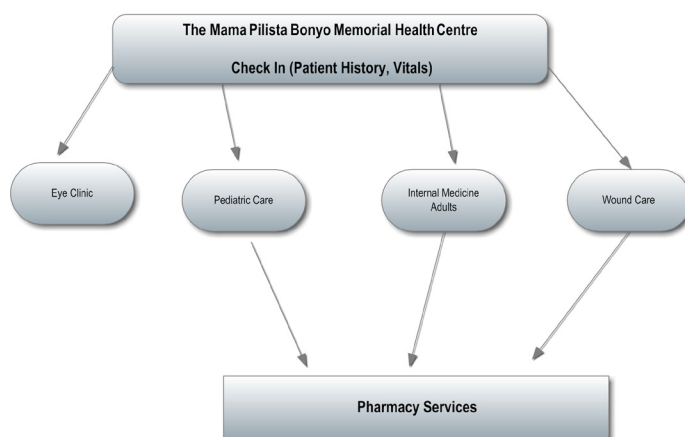 The Mama Pilista Bonyo Memorial Health Centre
Check In (Patient History, Vitals)
Eye Clinic
Pediatric Care
Internal Medicine
Adults
Wound Care
Pharmacy Services